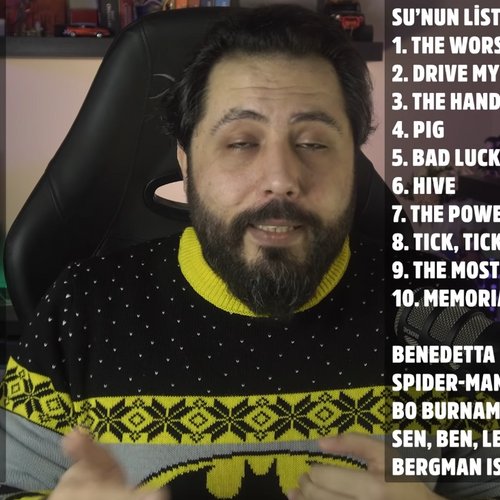 SU'NUN LİST
1. THE WORS
2. DRIVE MY
3. THE HAND
4. PIG
5. BAD LUCK
6. HIVE
7. THE POWE
8. TICK, TICK
9. THE MOST
10. MEMORIA
BENEDETTA
SPIDER-MAN
BO BURNAM
SEN, BEN, LE
BERGMAN IS